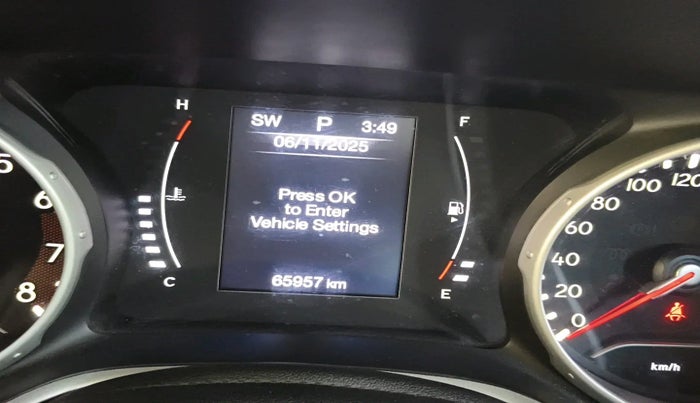 H
F
SW P 3:49
06/11/2025
Press OK
to Enter
Vehicle Settings
65957 km
C
E
5
6
7
8
0
20
40
60
80
100
120
km/h